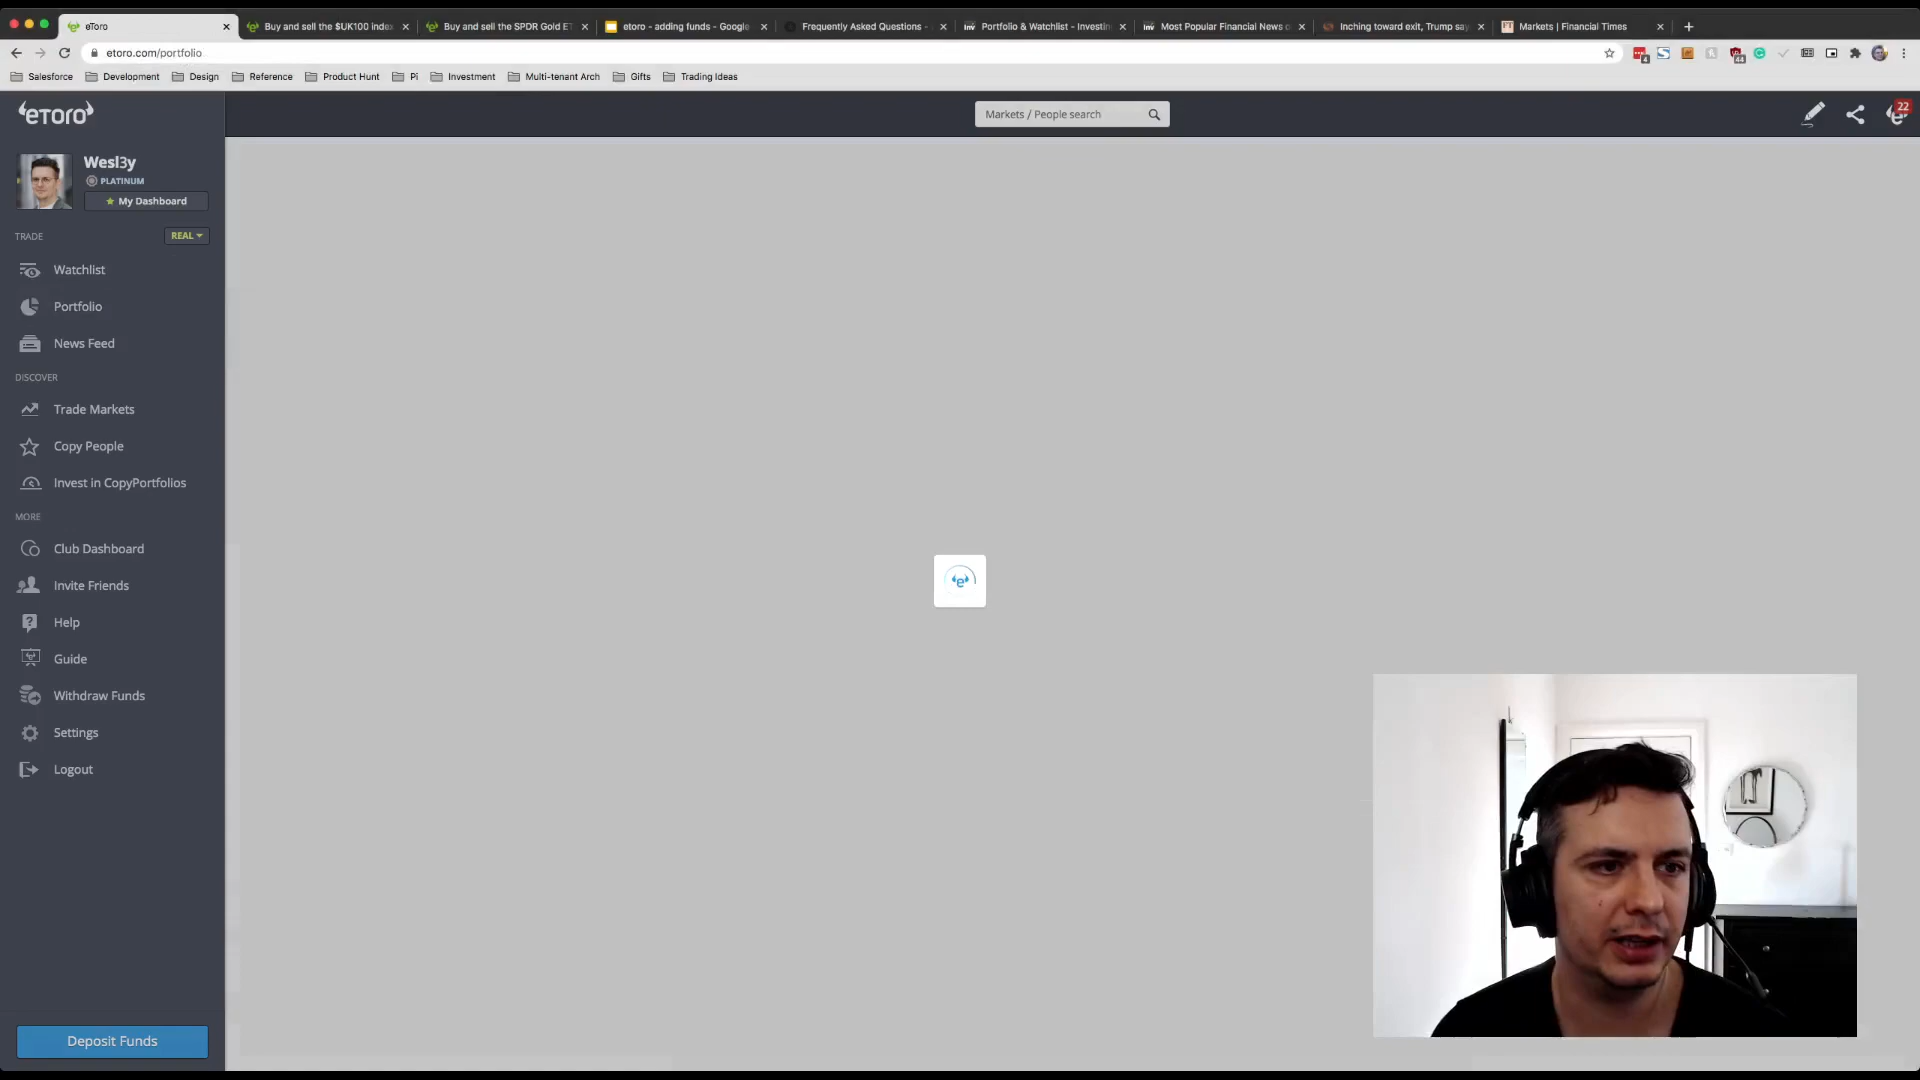 eToro
Buy and sell the $UK100 index
Buy and sell the SPDR Gold ET
etoro - adding funds - Google
Frequently Asked Questions -
Portfolio & Watchlist - Investin
Most Popular Financial News o
Inching toward exit, Trump say
Markets | Financial Times
etoro.com/portfolio
4
44
Salesforce
Development
Design
Reference
Product Hunt
Pi
Investment
Multi-tenant Arch
Gifts
Trading Ideas
eToro
Markets / People search
22
Wesl3y
PLATINUM
My Dashboard
TRADE
REAL
Watchlist
Portfolio
News Feed
DISCOVER
Trade Markets
Copy People
Invest in CopyPortfolios
MORE
Club Dashboard
Invite Friends
Help
Guide
Withdraw Funds
Settings
Logout
Deposit Funds